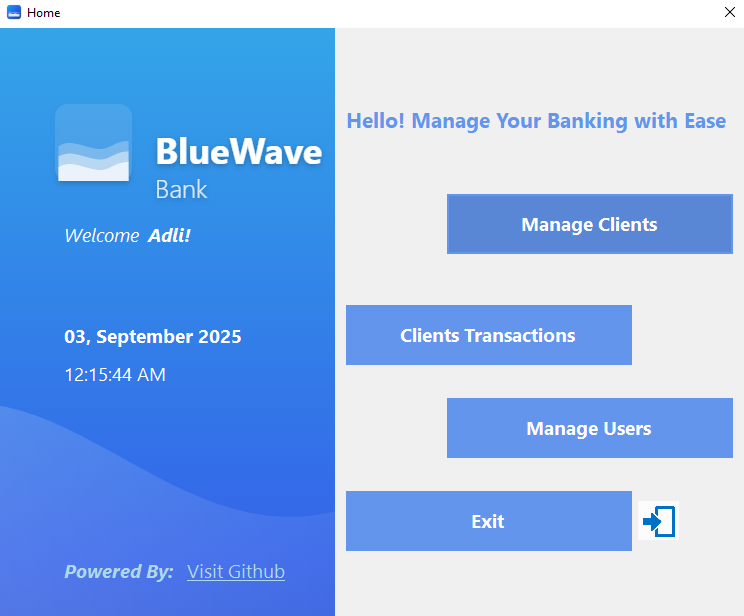 Home
BlueWave
Bank
Welcome Adli!
03, September 2025
12:15:44 AM
Powered By: Visit Github
Hello! Manage Your Banking with Ease
Manage Clients
Clients Transactions
Manage Users
Exit